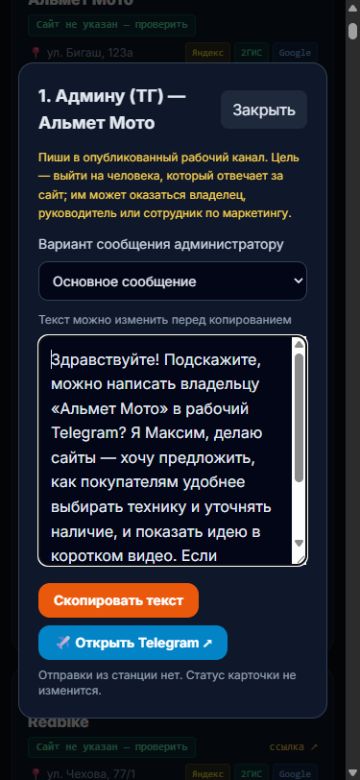 Альмет Мото
Сайт не указан — проверить
ул. Бигаш, 123а
Яндекс 2ГИС Google
1. Админу (ТГ) —
Альмет Мото
Закрыть
Пиши в опубликованный рабочий канал. Цель
— выйти на человека, который отвечает за
сайт; им может оказаться владелец,
руководитель или сотрудник по маркетингу.
Вариант сообщения администратору
Основное сообщение
Текст можно изменить перед копированием
Здравствуйте! Подскажите,
можно написать владельцу
«Альмет Мото» в рабочий
Telegram? Я Максим, делаю
сайты — хочу предложить,
как покупателям удобнее
выбирать технику и уточнять
наличие, и показать идею в
коротком видео. Если
Скопировать текст
Открыть Telegram ↗
Отправки из станции нет. Статус карточки не
изменится.
Redbike
Сайт не указан — проверить
ссылка ↗
ул. Чехова, 77/1
Яндекс 2ГИС Google